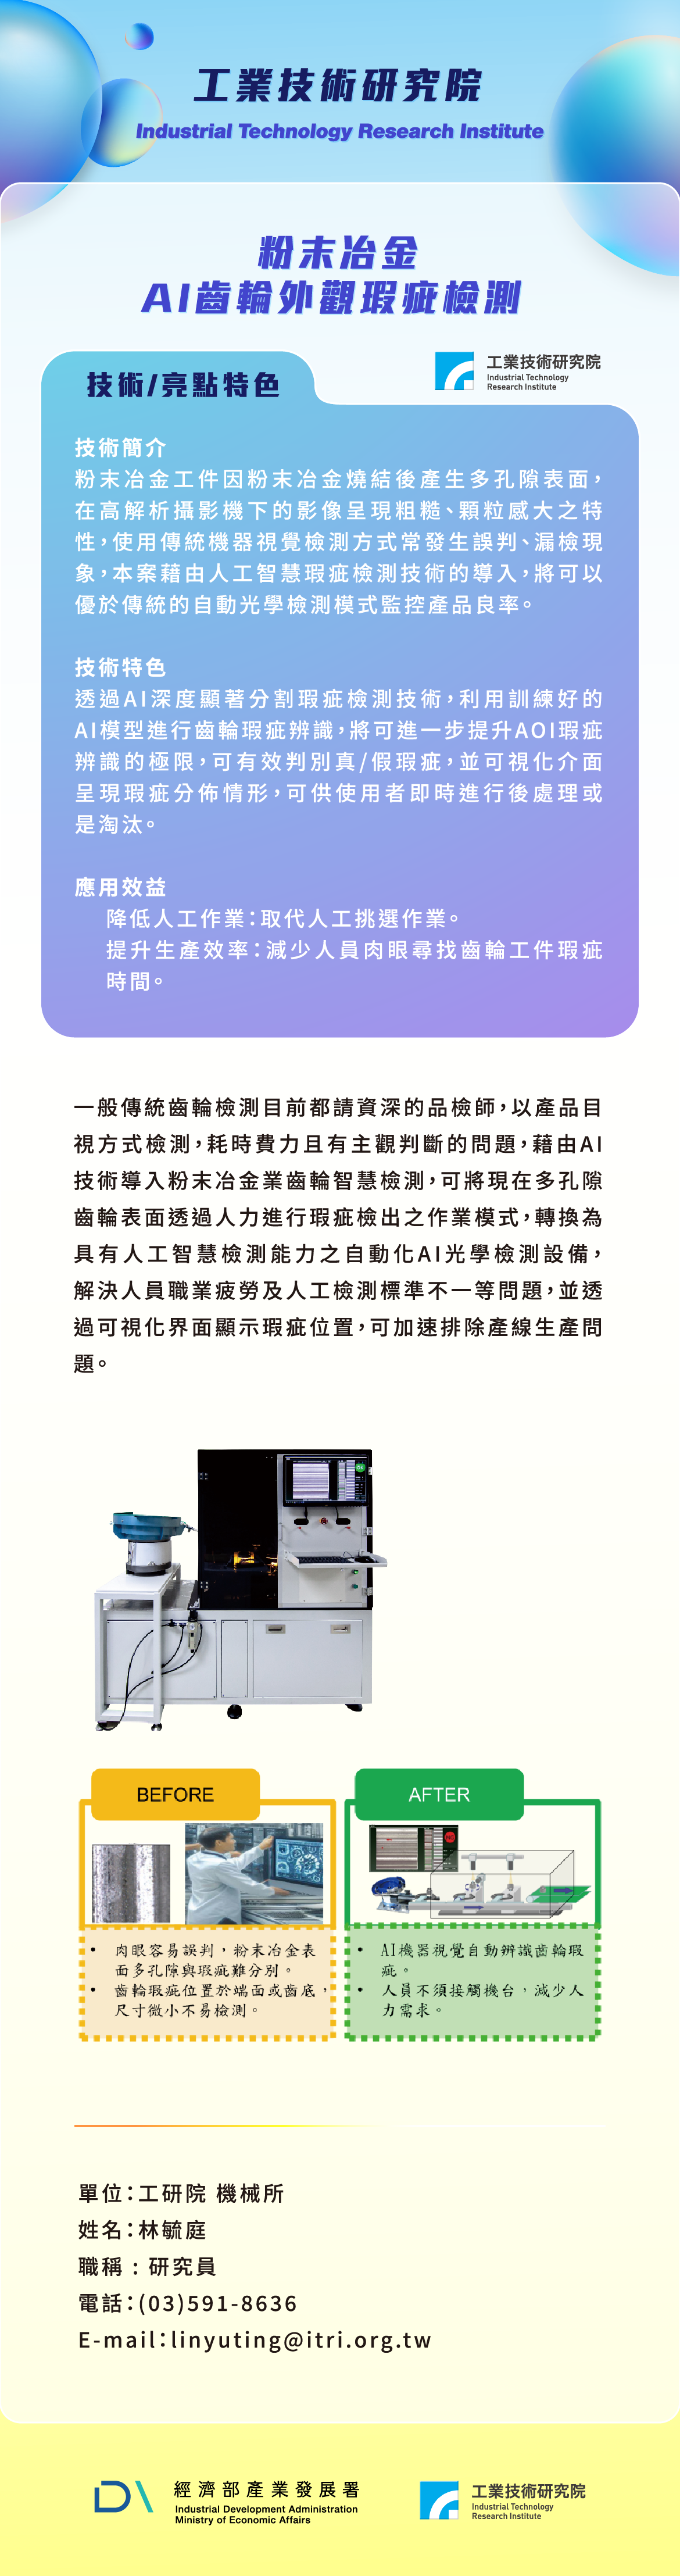 工業技術研究院
Industrial Technology Research Institute
粉末冶金
AI齒輪外觀瑕疵檢測
技術/亮點特色
工業技術研究院
Industrial Technology
Research Institute
技術簡介
粉末冶金工件因粉末冶金燒結後產生多孔隙表面，
在高解析攝影機下的影像呈現粗糙、顆粒感大之特
性，使用傳統機器視覺檢測方式常發生誤判、漏檢現
象，本案藉由人工智慧瑕疵檢測技術的導入，將可以
優於傳統的自動光學檢測模式監控產品良率。
技術特色
透過AI深度顯著分割瑕疵檢測技術，利用訓練好的
AI模型進行齒輪瑕疵辨識，將可進一步提升AOI瑕疵
辨識的極限，可有效判別真/假瑕疵，並可視化介面
呈現瑕疵分佈情形，可供使用者即時進行後處理或
是淘汰。
應用效益
降低人工作業：取代人工挑選作業。
提升生產效率：減少人員肉眼尋找齒輪工件瑕疵
時間。
一般傳統齒輪檢測目前都請資深的品檢師，以產品目
視方式檢測，耗時費力且有主觀判斷的問題，藉由AI
技術導入粉末冶金業齒輪智慧檢測，可將現在多孔隙
齒輪表面透過人力進行瑕疵檢出之作業模式，轉換為
具有人工智慧檢測能力之自動化AI光學檢測設備，
解決人員職業疲勞及人工檢測標準不一等問題，並透
過可視化界面顯示瑕疵位置，可加速排除產線生產問
題。
BEFORE
AFTER
• 肉眼容易誤判，粉末冶金表
面多孔隙與瑕疵難分別。
• 齒輪瑕疵位置於端面或齒底，
尺寸微小不易檢測。
• AI機器視覺自動辨識齒輪瑕
疵。
• 人員不須接觸機台，減少人
力需求。
單位：工研院 機械所
姓名：林毓庭
職稱：研究員
電話：(03)591-8636
E-mail：linyuting@itri.org.tw
經濟部產業發展署
Industrial Development Administration
Ministry of Economic Affairs
工業技術研究院
Industrial Technology
Research Institute